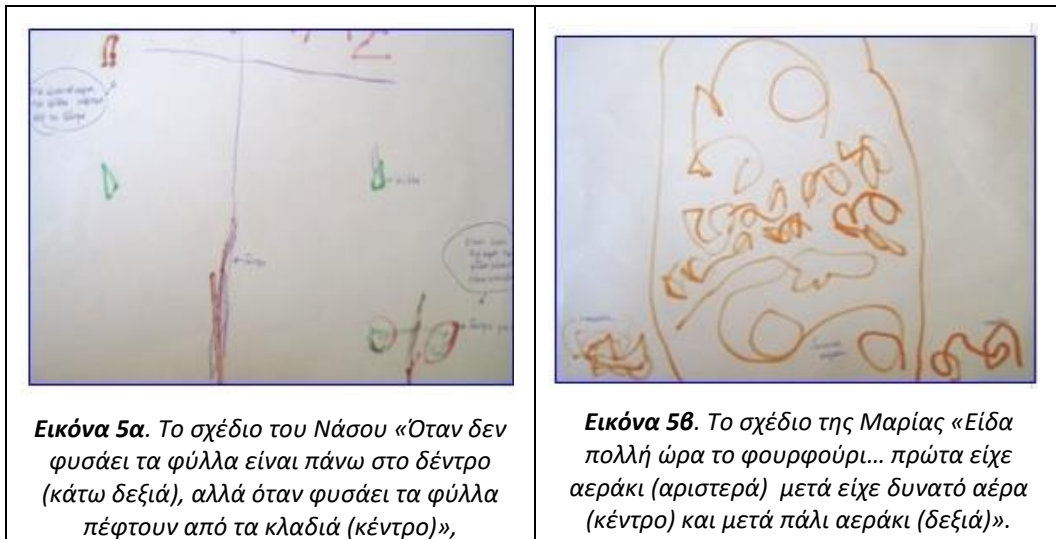 Εικόνα 5α. Το σχέδιο του Νάσου «Όταν δεν
φυσάει τα φύλλα είναι πάνω στο δέντρο
(κάτω δεξιά), αλλά όταν φυσάει τα φύλλα
πέφτουν από τα κλαδιά (κέντρο)»,
Εικόνα 5β. Το σχέδιο της Μαρίας «Είδα
πολλή ώρα το φουρφούρι... πρώτα είχε
αεράκι (αριστερά) μετά είχε δυνατό αέρα
(κέντρο) και μετά πάλι αεράκι (δεξιά)».